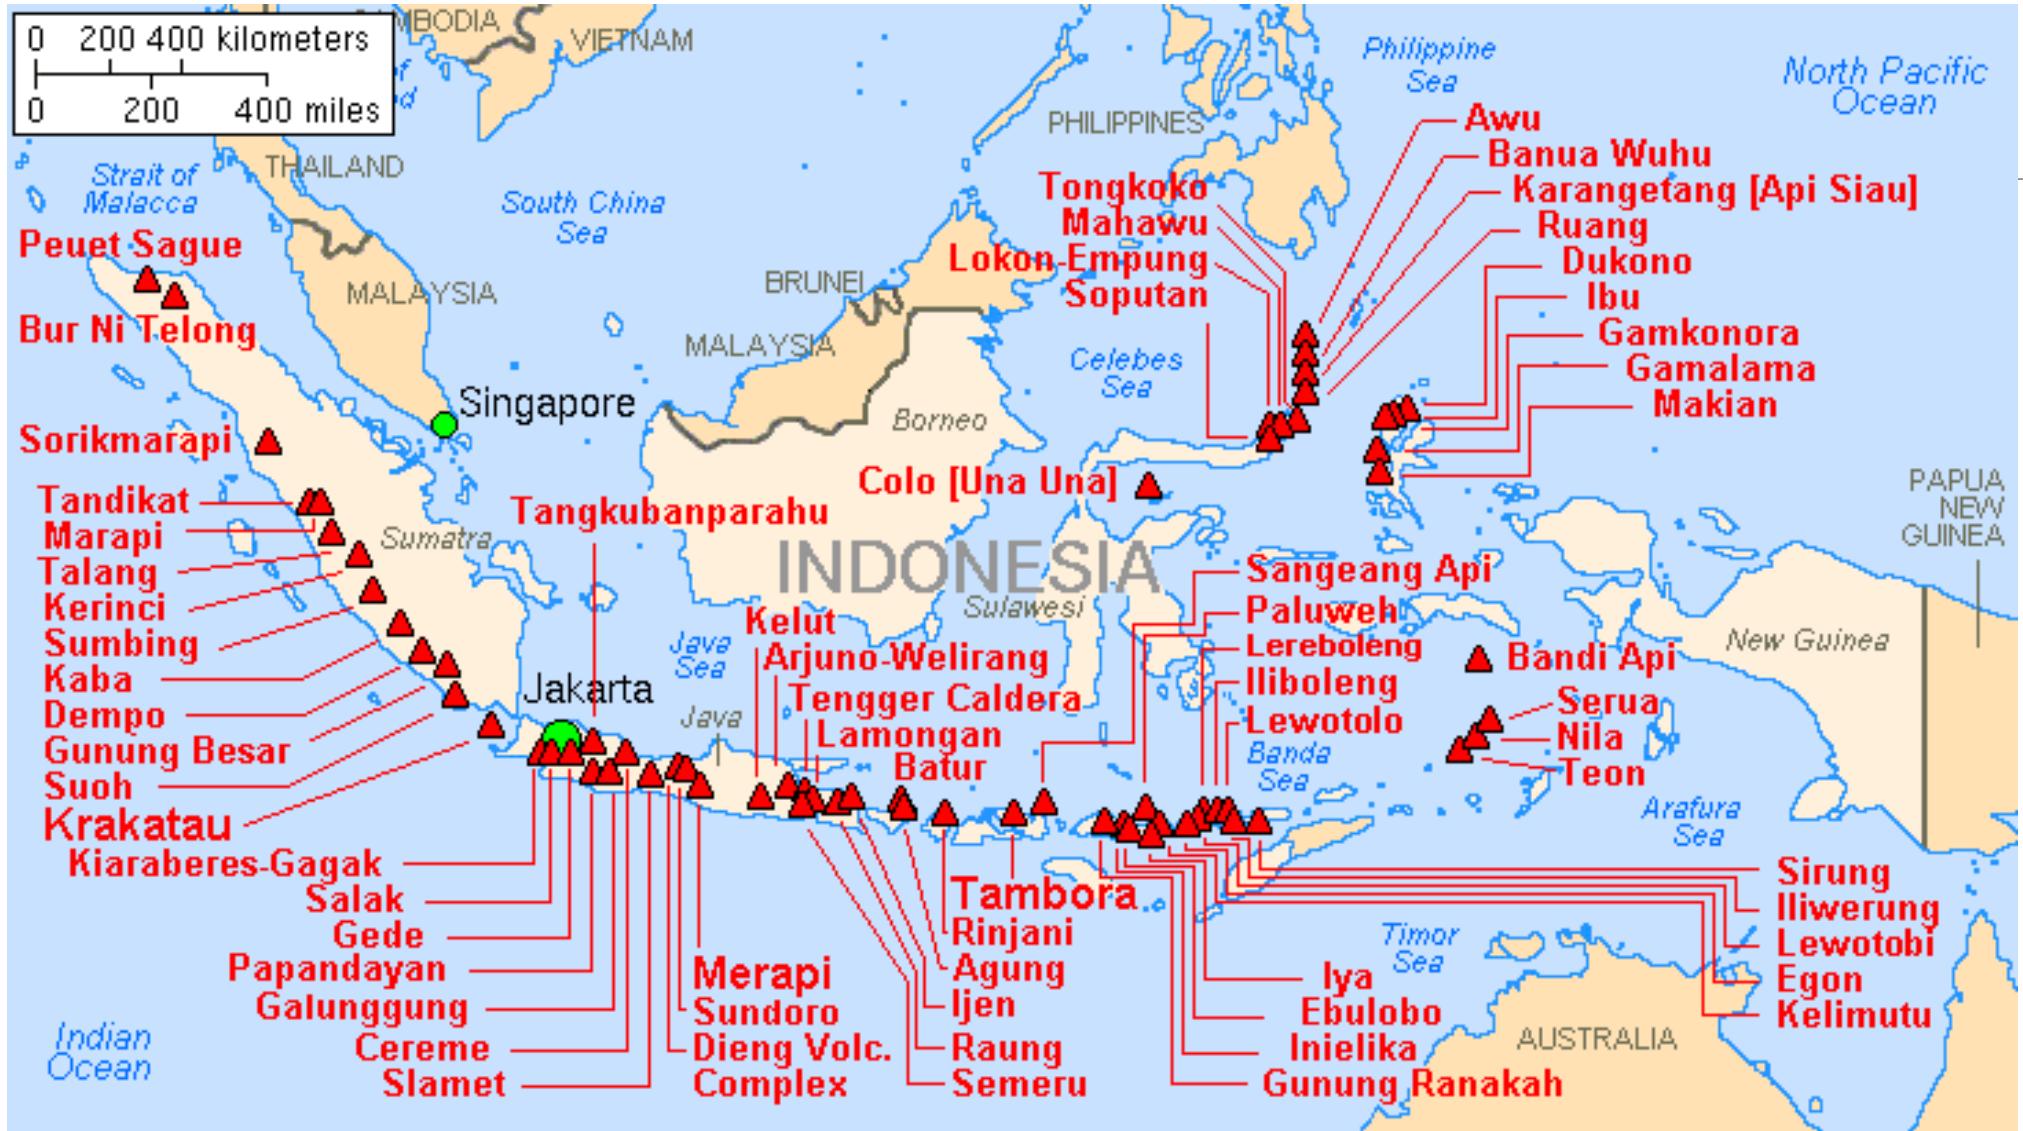 0 200 400 kilometers
0 200 400 miles
CAMBODIA
VIETNAM
THAILAND
Strait of
Malacca
South China
Sea
PHILIPPINES
Philippine
Sea
North Pacific
Ocean
Awu
Banua Wuhu
Karangetang [Api Siau]
Ruang
Dukono
Ibu
Gamkonora
Gamalama
Makian
Tongkoko
Mahawu
Lokon-Empung
Soputan
Peuet Sague
Bur Ni Telong
MALAYSIA
BRUNEI
MALAYSIA
Celebes
Sea
Singapore
Borneo
Sorikmarapi
Colo [Una Una]
PAPUA
NEW
GUINEA
Tandikat
Marapi
Talang
Kerinci
Sumbing
Kaba
Dempo
Gunung Besar
Suoh
Krakatau
Sumatra
Tangkubanparahu
INDONESIA
Sulawesi
Java
Sea
Jakarta
Java
Kelut
Arjuno-Welirang
Tengger Caldera
Lamongan
Batur
Sangeang Api
Paluweh
Lereboleng
Iliboleng
Lewotolo
Banda
Sea
New Guinea
Bandi Api
Serua
Nila
Teon
Arafura
Sea
Kiaraberes-Gagak
Salak
Gede
Papandayan
Galunggung
Cereme
Slamet
Merapi
Sundoro
Dieng Volc.
Complex
Tambora
Rinjani
Agung
Ijen
Raung
Semeru
Iya
Ebulobo
Inielika
Gunung Ranakah
Timor
Sea
Sirung
Iliwerung
Lewotobi
Egon
Kelimutu
AUSTRALIA
Indian
Ocean